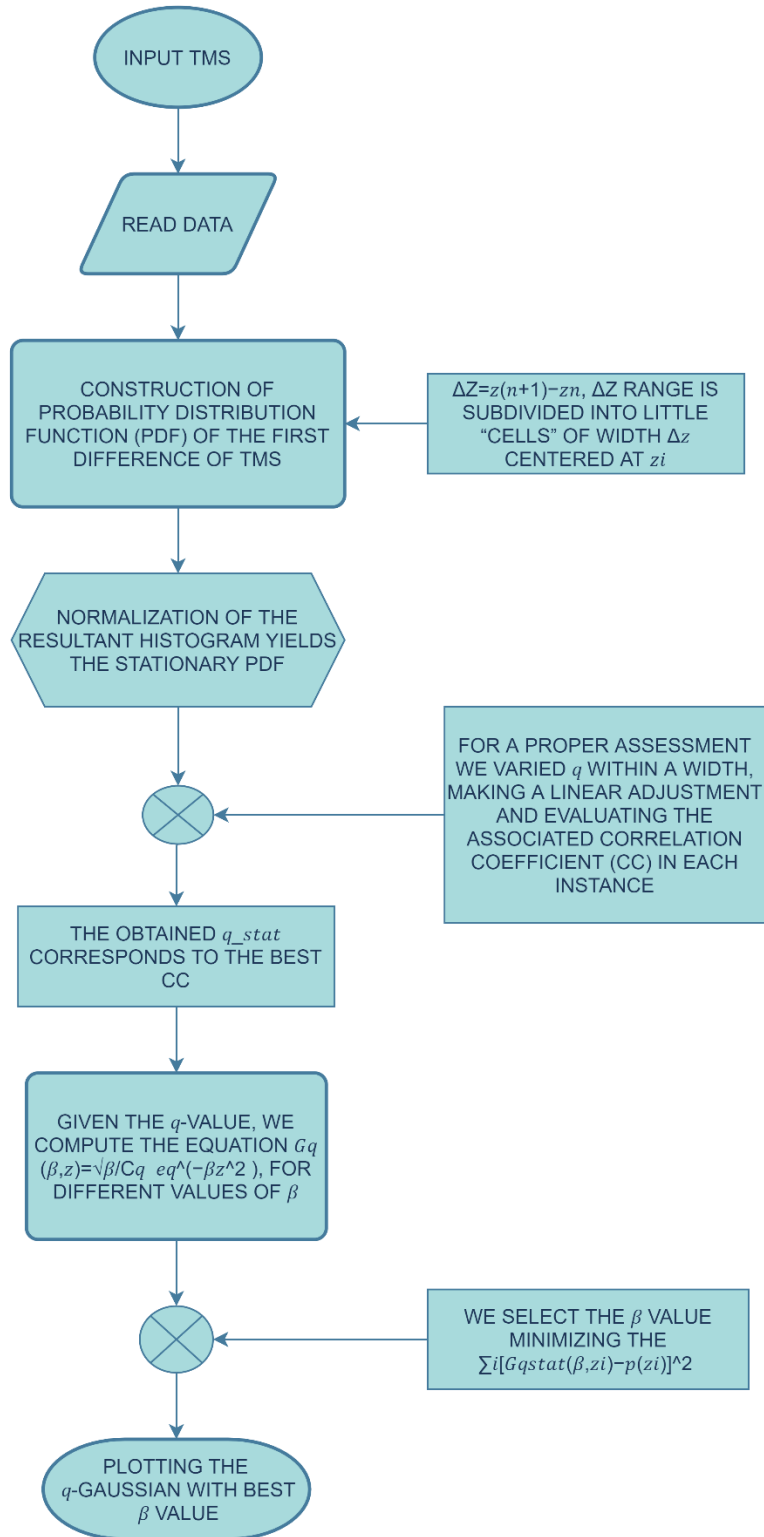 INPUT TMS
READ DATA
CONSTRUCTION OF
PROBABILITY DISTRIBUTION
FUNCTION (PDF) OF THE FIRST
DIFFERENCE OF TMS
ΔZ=z(n+1)−zn, ΔZ RANGE IS
SUBDIVIDED INTO LITTLE
“CELLS” OF WIDTH Δz
CENTERED AT zi
NORMALIZATION OF THE
RESULTANT HISTOGRAM YIELDS
THE STATIONARY PDF
FOR A PROPER ASSESSMENT
WE VARIED q WITHIN A WIDTH,
MAKING A LINEAR ADJUSTMENT
AND EVALUATING THE
ASSOCIATED CORRELATION
COEFFICIENT (CC) IN EACH
INSTANCE
THE OBTAINED q_stat
CORRESPONDS TO THE BEST
CC
GIVEN THE q-VALUE, WE
COMPUTE THE EQUATION Gq
(β,z)=√β/Cq eq^(−βz^2 ), FOR
DIFFERENT VALUES OF β
WE SELECT THE β VALUE
MINIMIZING THE
∑i[Gqstat(β,zi)−p(zi)]^2
PLOTTING THE
q-GAUSSIAN WITH BEST
β VALUE